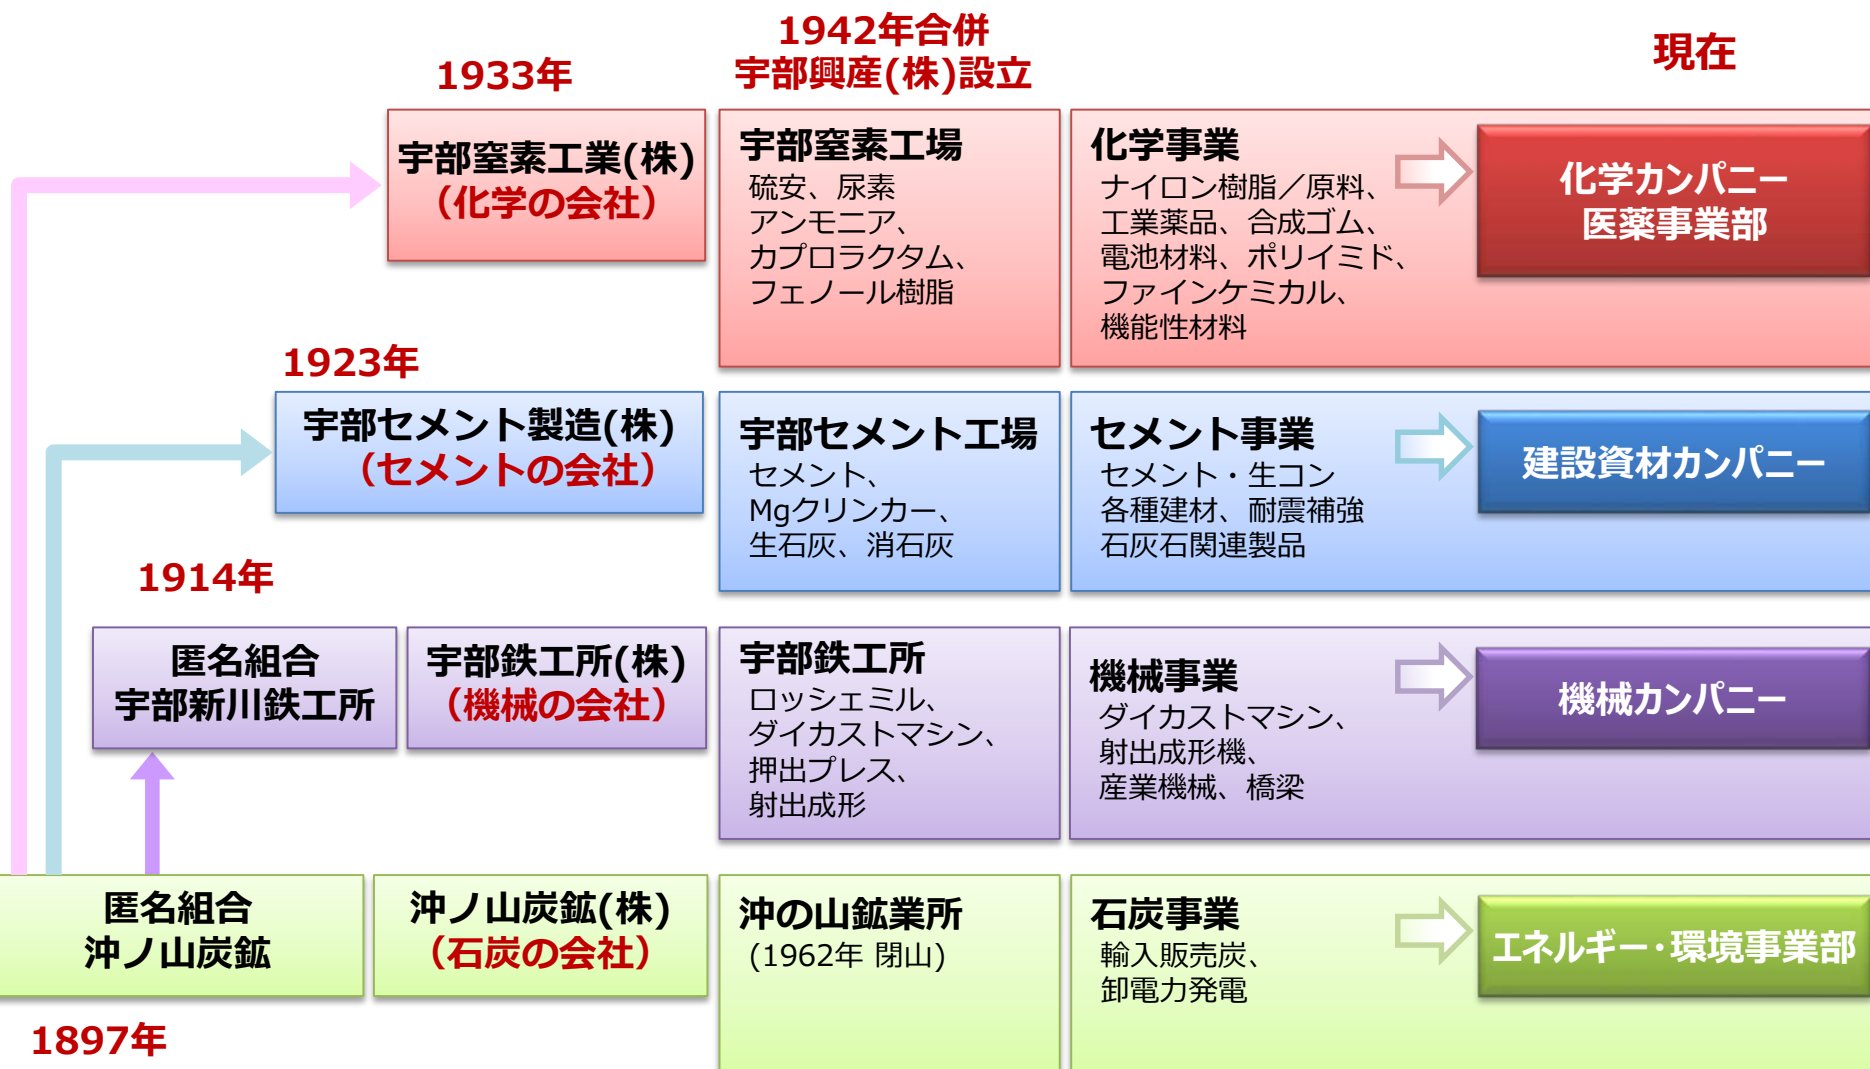 1942年合併
宇部興産(株)設立
現在
1933年
宇部窒素工業(株)
（化学の会社）
宇部窒素工場
硫安、尿素
アンモニア、
カプロラクタム、
フェノール樹脂
化学事業
ナイロン樹脂／原料、
工業薬品、合成ゴム、
電池材料、ポリイミド、
ファインケミカル、
機能性材料
化学カンパニー
医薬事業部
1923年
宇部セメント製造(株)
（セメントの会社）
宇部セメント工場
セメント、
Mgクリンカー、
生石灰、消石灰
セメント事業
セメント・生コン
各種建材、耐震補強
石灰石関連製品
建設資材カンパニー
1914年
匿名組合
宇部新川鉄工所
宇部鉄工所(株)
（機械の会社）
宇部鉄工所
ロッシェミル、
ダイカストマシン、
押出プレス、
射出成形
機械事業
ダイカストマシン、
射出成形機、
産業機械、橋梁
機械カンパニー
匿名組合
沖ノ山炭鉱
沖ノ山炭鉱(株)
（石炭の会社）
沖の山鉱業所
(1962年 閉山)
石炭事業
輸入販売炭、
卸電力発電
エネルギー・環境事業部
1897年